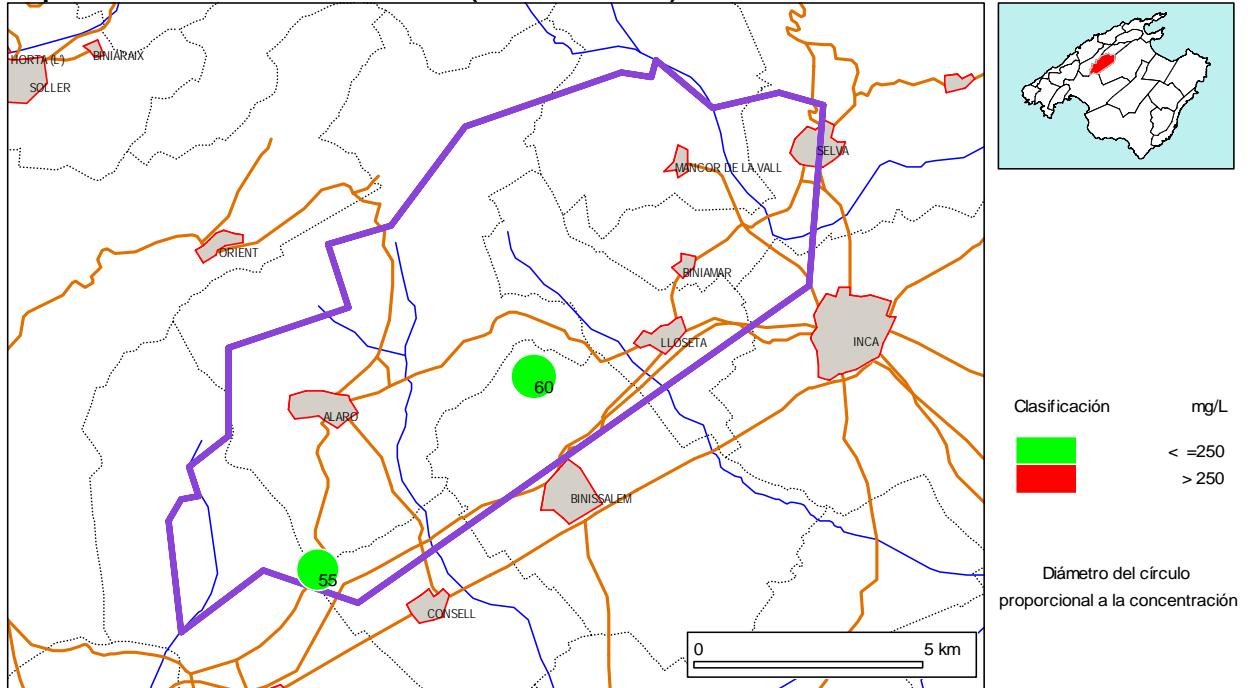 HORTA (L')
BINIARAIX
SOLLER
SELVA
MANCOR DE LA VALL
ORIENT
BINIAMAR
LLOSETA
INCA
60
ALARO
BINISSALEM
55
CONSELL
0 5 km
Clasificación mg/L
< =250
> 250
Diámetro del círculo
proporcional a la concentración